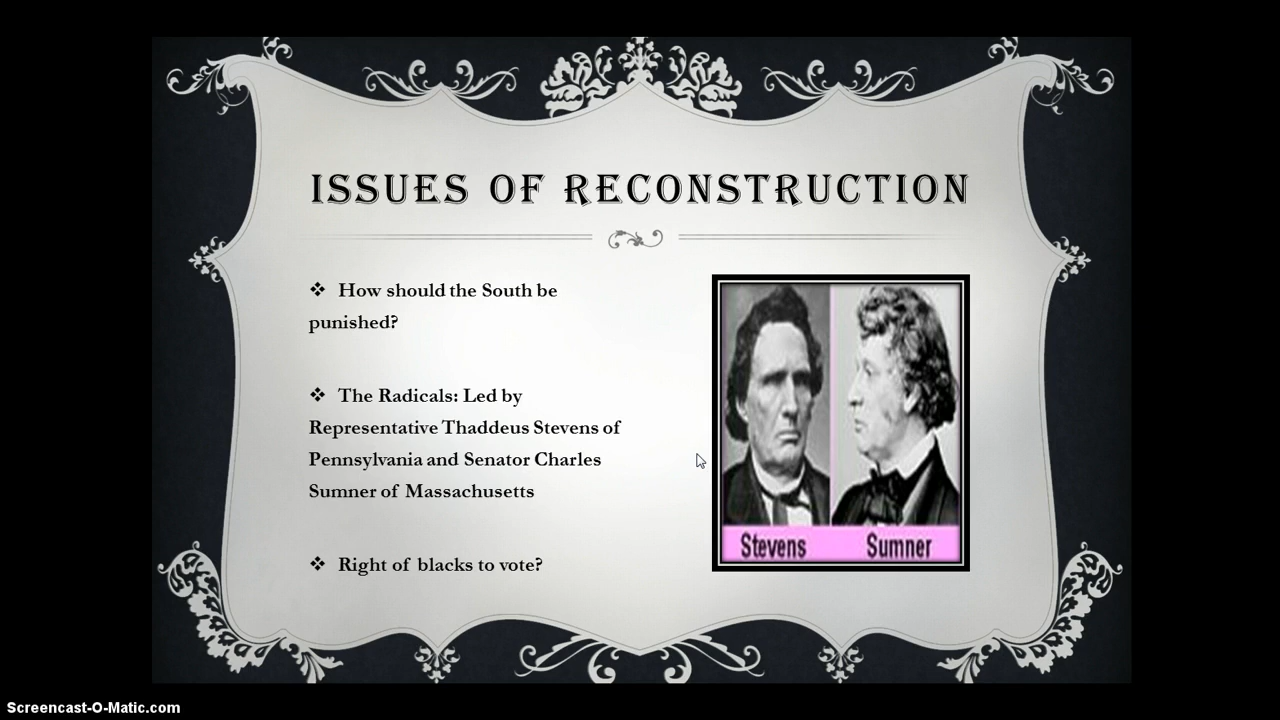 ISSUES OF RECONSTRUCTION
❖ How should the South be
punished?
❖ The Radicals: Led by
Representative Thaddeus Stevens of
Pennsylvania and Senator Charles
Sumner of Massachusetts
❖ Right of blacks to vote?
Stevens Sumner
Screencast-O-Matic.com